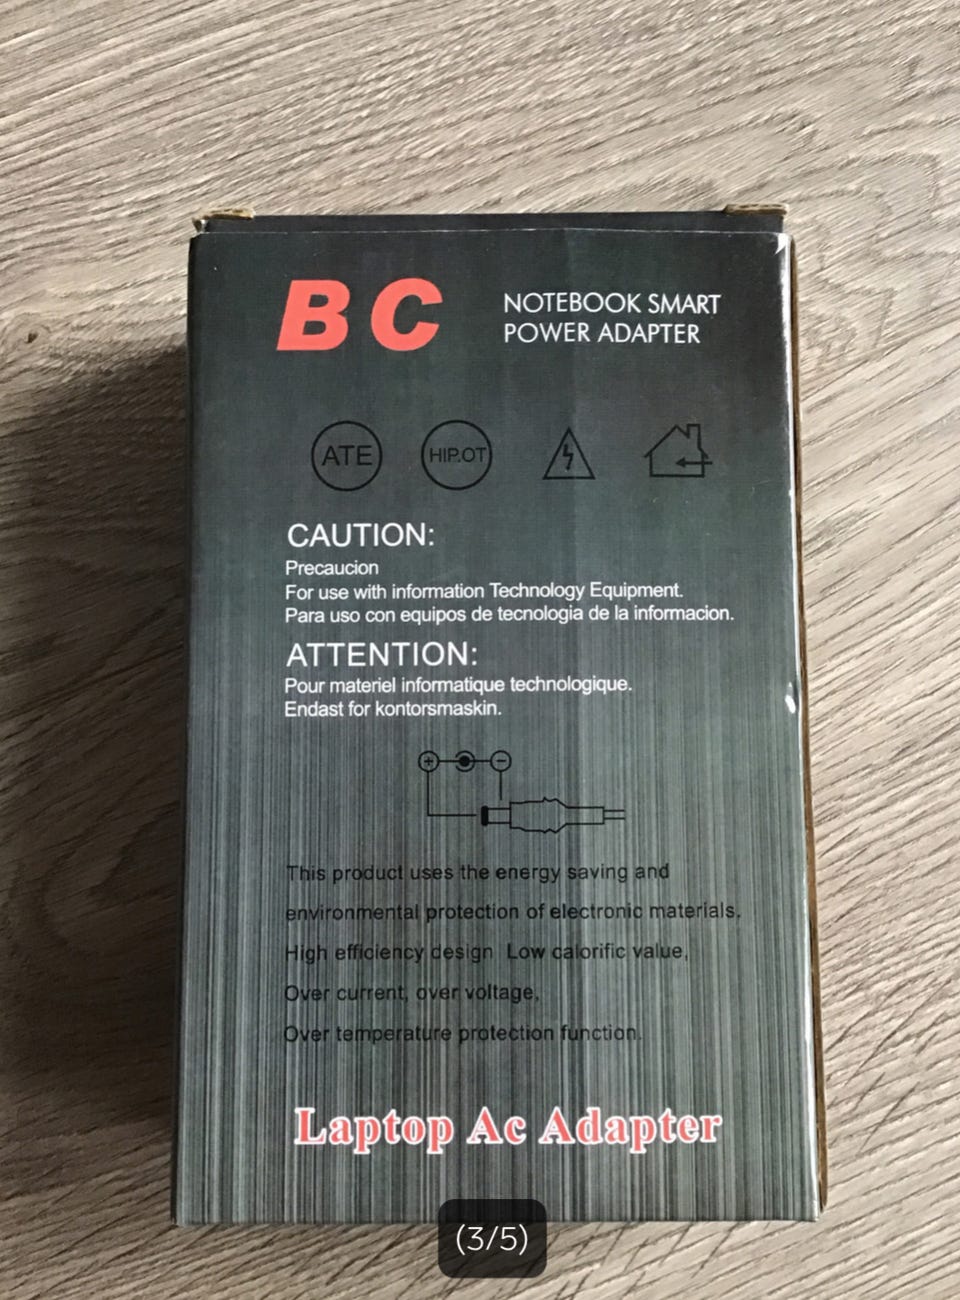 BC
NOTEBOOK SMART
POWER ADAPTER
ATE
HIP.OT
CAUTION:
Precaucion
For use with information Technology Equipment.
Para uso con equipos de tecnologia de la informacion.
ATTENTION:
Pour materiel informatique technologique.
Endast for kontorsmaskin.
This product uses the energy saving and
environmental protection of electronic materials.
High efficiency design Low calorific value,
Over current, over voltage,
Over temperature protection function.
Laptop Ac Adapter
(3/5)